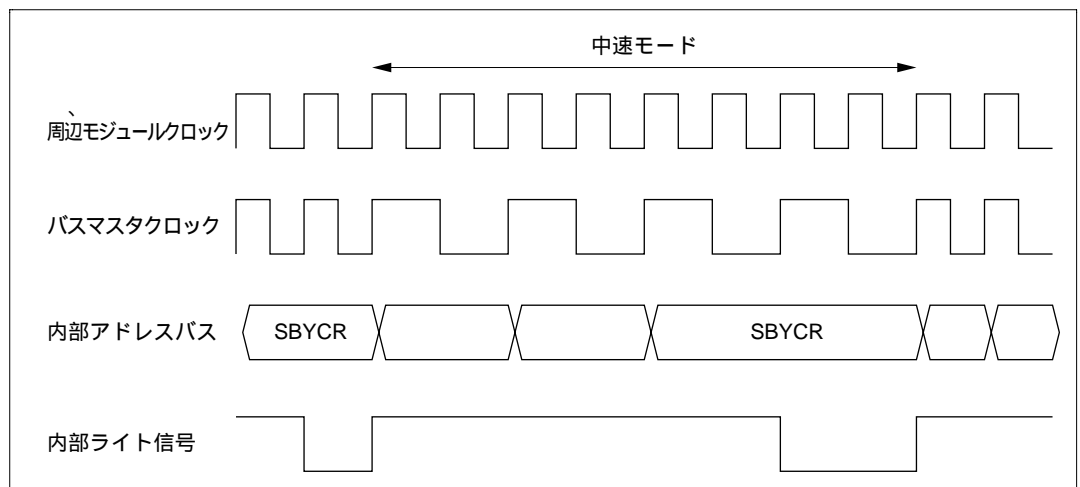 中速モード
周辺モジュールクロック
バスマスタクロック
内部アドレスバス
SBYCR
SBYCR
内部ライト信号